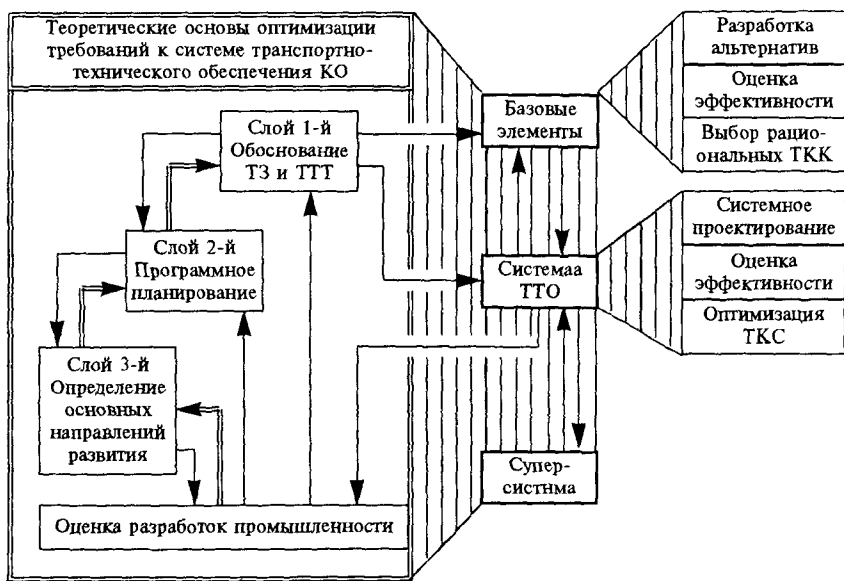 Теоретические основы оптимизации
требований к системе транспортно-
технического обеспечения КО
Слой 1-й
Обоснование
ТЗ и ТТТ
Слой 2-й
Программное
планирование
Слой 3-й
Определение
основных
направлений
развития
Оценка разработок промышленности
Базовые
элементы
Системаа
ТТО
Супер-
систнма
Разработка
альтернатив
Оценка
эффективности
Выбор рацио-
нальных ТКК
Системное
проектирование
Оценка
эффективности
Оптимизация
ТКС